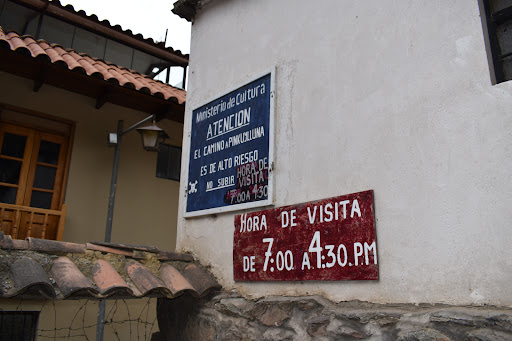 Ministerio de Cultura
ATENCION
EL CAMINO A PINKUYLLUNA
ES DE ALTO RIESGO
NO SUBIR
HORA DE
VISITA
7:00 A 4:30
HORA DE VISITA
DE 7:00 A 4:30 PM